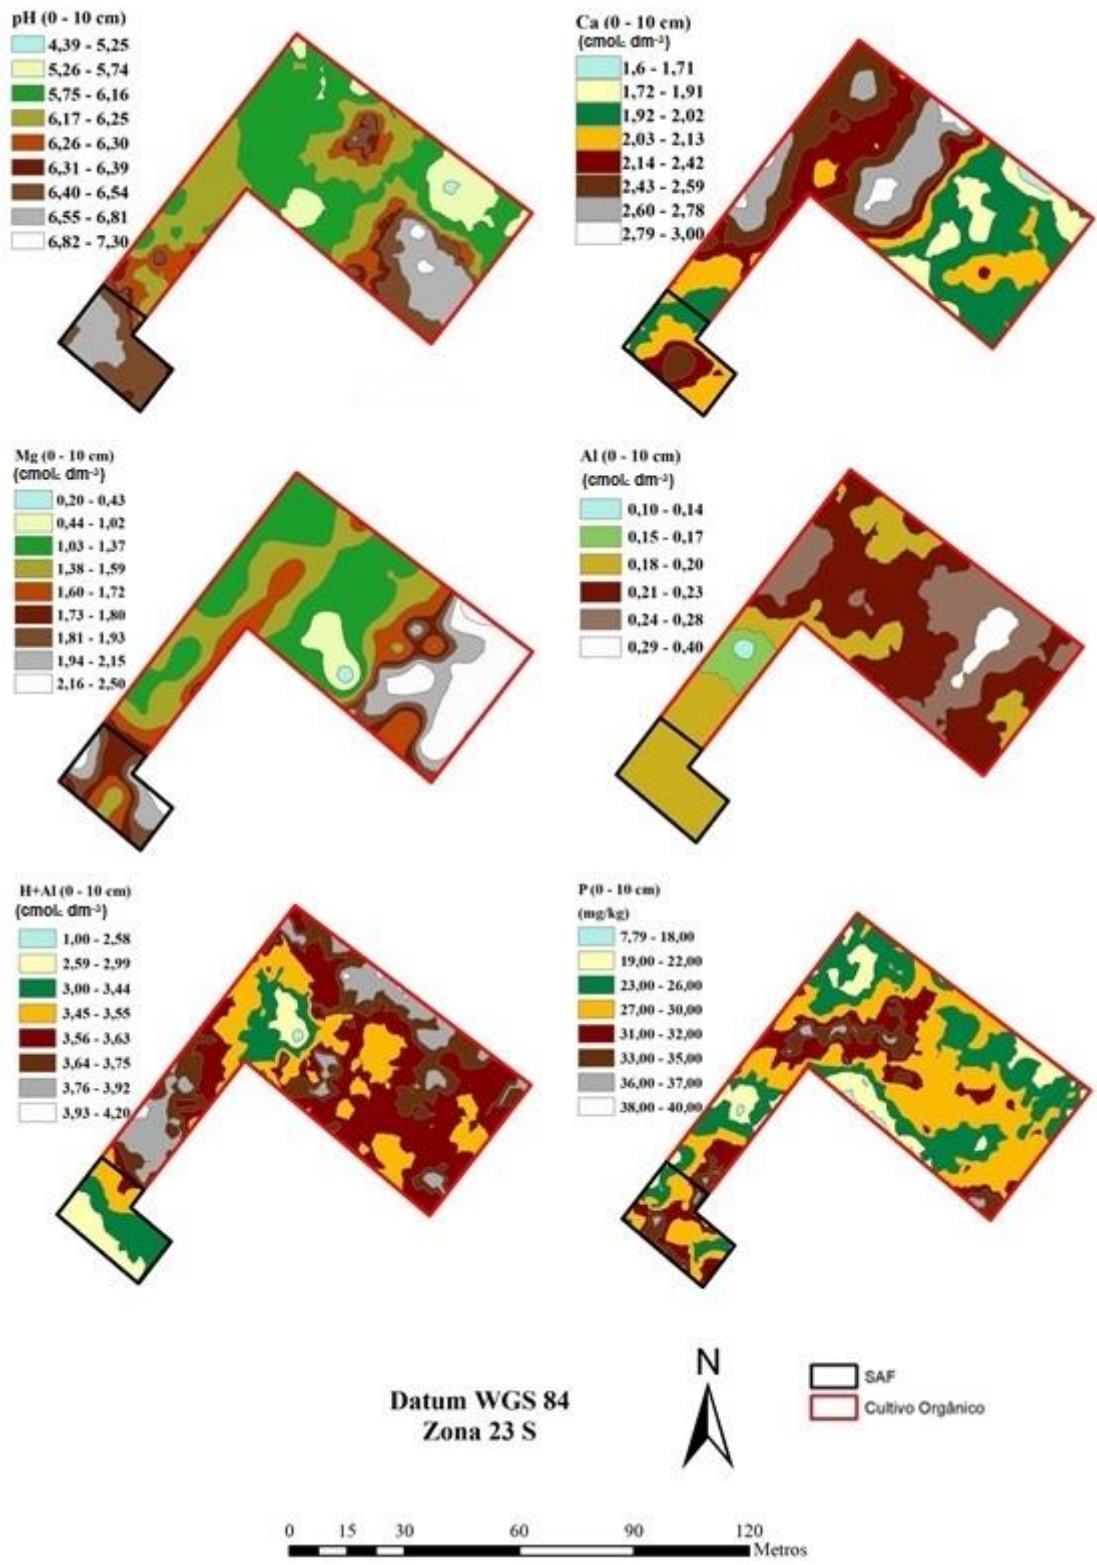 pH (0 - 10 cm)
4,39 - 5,25
5,26 - 5,74
5,75 - 6,16
6,17 - 6,25
6,26 - 6,30
6,31 - 6,39
6,40 - 6,54
6,55 - 6,81
6,82 - 7,30
Ca (0 - 10 cm)
{cmolc dm⁻³}
1,6 - 1,71
1,72 - 1,91
1,92 - 2,02
2,03 - 2,13
2,14 - 2,42
2,43 - 2,59
2,60 - 2,78
2,79 - 3,00
Mg (0 - 10 cm)
{cmolc dm⁻³}
0,20 - 0,43
0,44 - 1,02
1,03 - 1,37
1,38 - 1,59
1,60 - 1,72
1,73 - 1,80
1,81 - 1,93
1,94 - 2,15
2,16 - 2,50
Al (0 - 10 cm)
{cmolc dm⁻³}
0,10 - 0,14
0,15 - 0,17
0,18 - 0,20
0,21 - 0,23
0,24 - 0,28
0,29 - 0,40
H+Al (0 - 10 cm)
{cmolc dm⁻³}
1,00 - 2,58
2,59 - 2,99
3,00 - 3,44
3,45 - 3,55
3,56 - 3,63
3,64 - 3,75
3,76 - 3,92
3,93 - 4,20
P (0 - 10 cm)
(mg/kg)
7,79 - 18,00
19,00 - 22,00
23,00 - 26,00
27,00 - 30,00
31,00 - 32,00
33,00 - 35,00
36,00 - 37,00
38,00 - 40,00
Datum WGS 84
Zona 23 S
N
SAF
Cultivo Orgânico
0 15 30 60 90 120
Metros